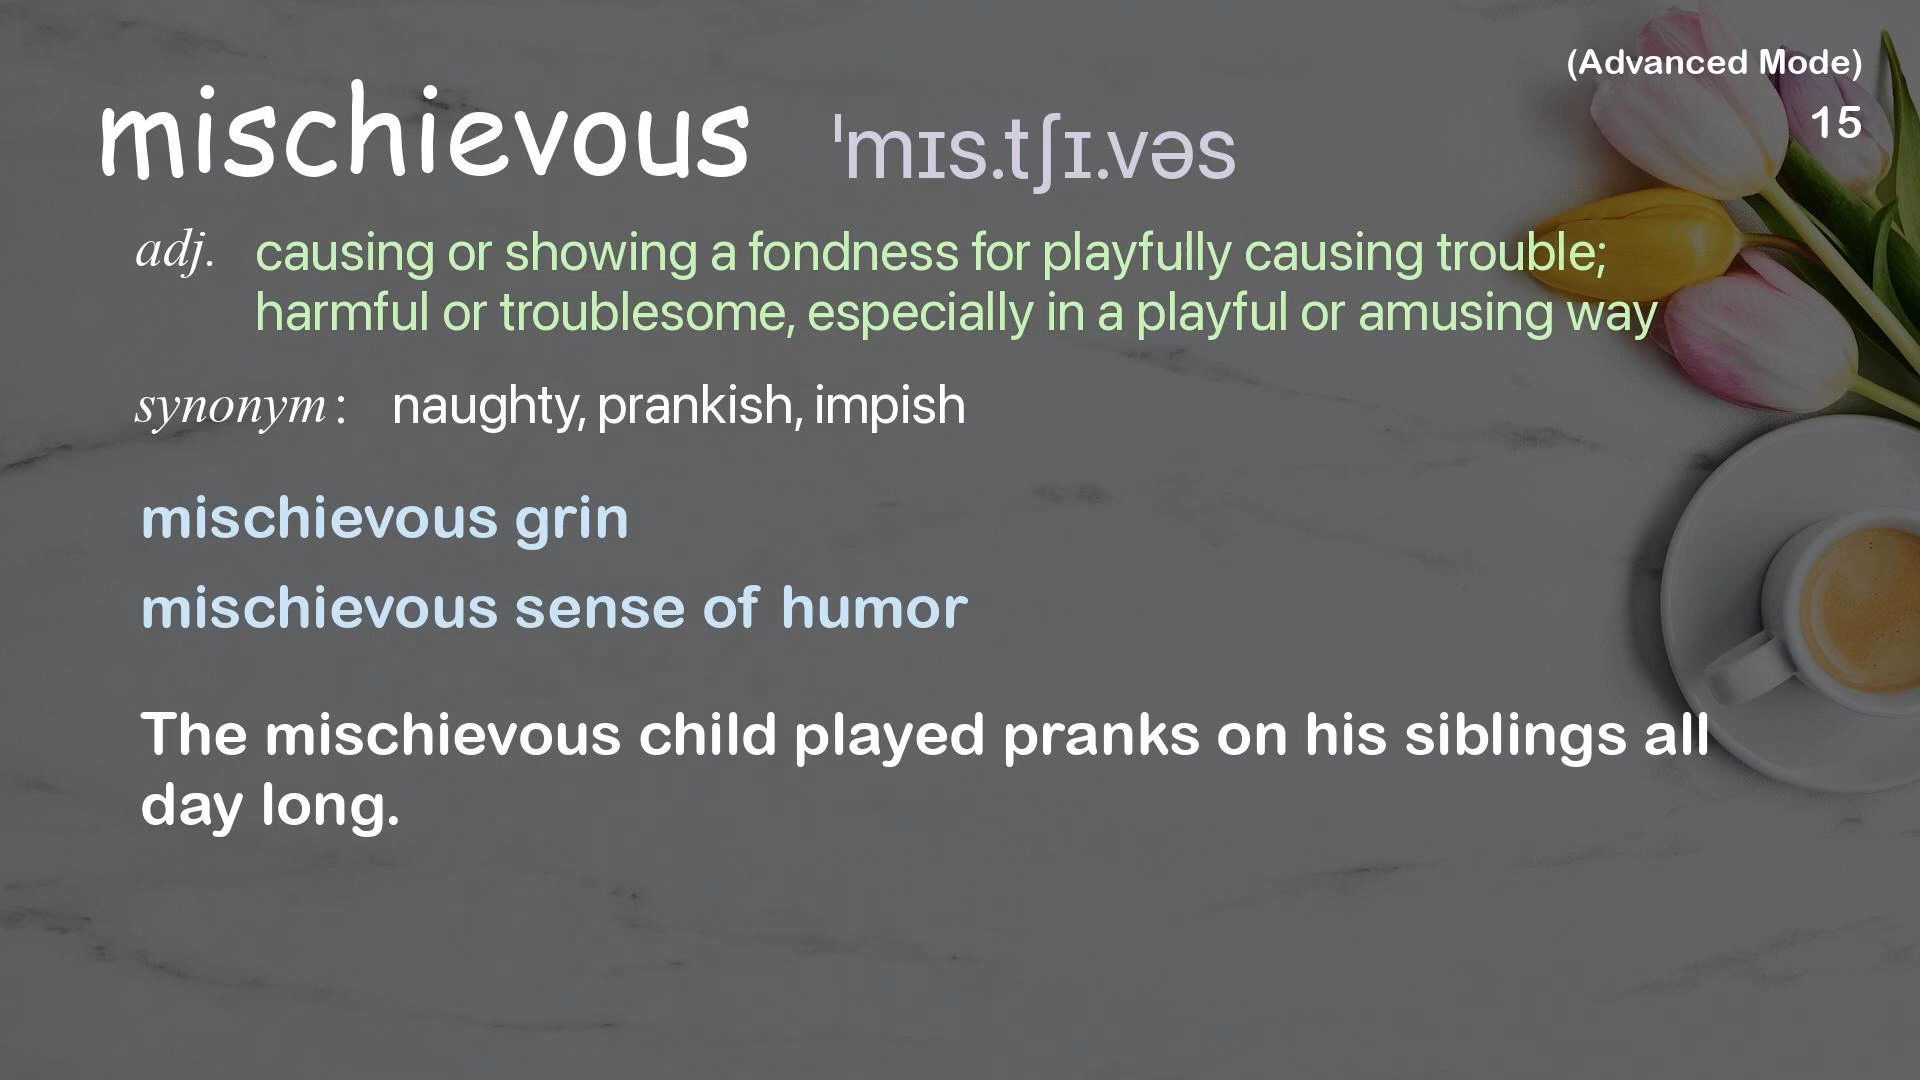 (Advanced Mode)
mischievous ˈmɪs.tʃɪ.vəs
15
adj. causing or showing a fondness for playfully causing trouble;
harmful or troublesome, especially in a playful or amusing way
synonym: naughty, prankish, impish
mischievous grin
mischievous sense of humor
The mischievous child played pranks on his siblings all
day long.